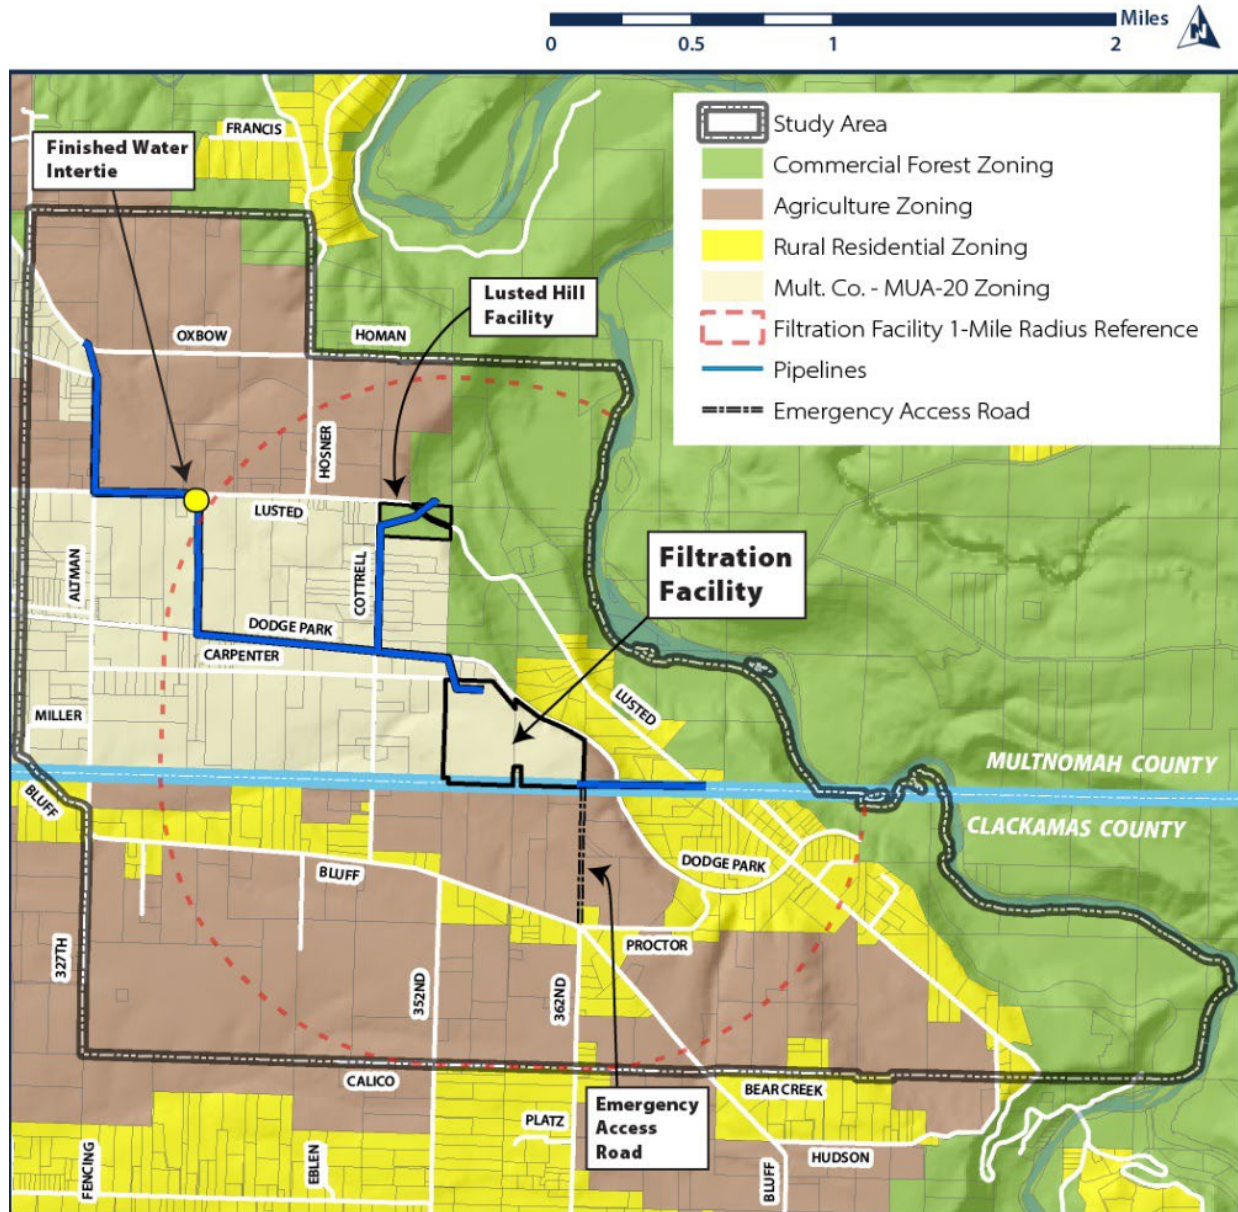 Miles
N
0
0.5
1
2
Study Area
Commercial Forest Zoning
Agriculture Zoning
Rural Residential Zoning
Mult. Co. - MUA-20 Zoning
Filtration Facility 1-Mile Radius Reference
Pipelines
Emergency Access Road
FRANCIS
Finished Water
Intertie
Lusted Hill
Facility
OXBOW
HOMAN
HOSNER
LUSTED
ALTMAN
COTTRELL
Filtration
Facility
DODGE PARK
CARPENTER
LUSTED
MILLER
MULTNOMAH COUNTY
CLACKAMAS COUNTY
BLUFF
BLUFF
DODGE PARK
PROCTOR
327TH
352ND
362ND
CALICO
BEAR CREEK
Emergency
Access
Road
PLATZ
FENCING
EBLEN
BLUFF
HUDSON